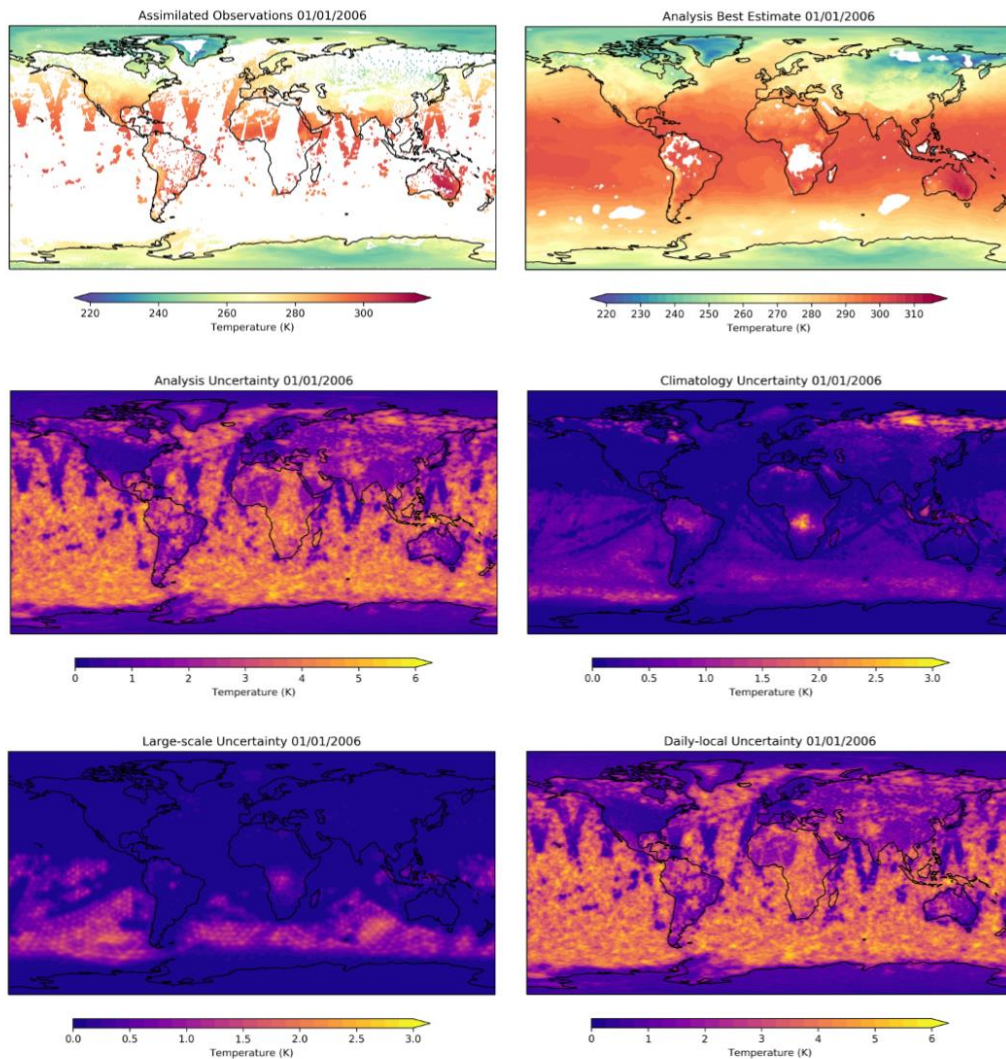 Assimilated Observations 01/01/2006
Analysis Best Estimate 01/01/2006
220 240 260 280 300
Temperature (K)
220 230 240 250 260 270 280 290 300 310
Temperature (K)
Analysis Uncertainty 01/01/2006
Climatology Uncertainty 01/01/2006
0 1 2 3 4 5 6
Temperature (K)
0.0 0.5 1.0 1.5 2.0 2.5 3.0
Temperature (K)
Large-scale Uncertainty 01/01/2006
Daily-local Uncertainty 01/01/2006
0.0 0.5 1.0 1.5 2.0 2.5 3.0
Temperature (K)
0 1 2 3 4 5 6
Temperature (K)